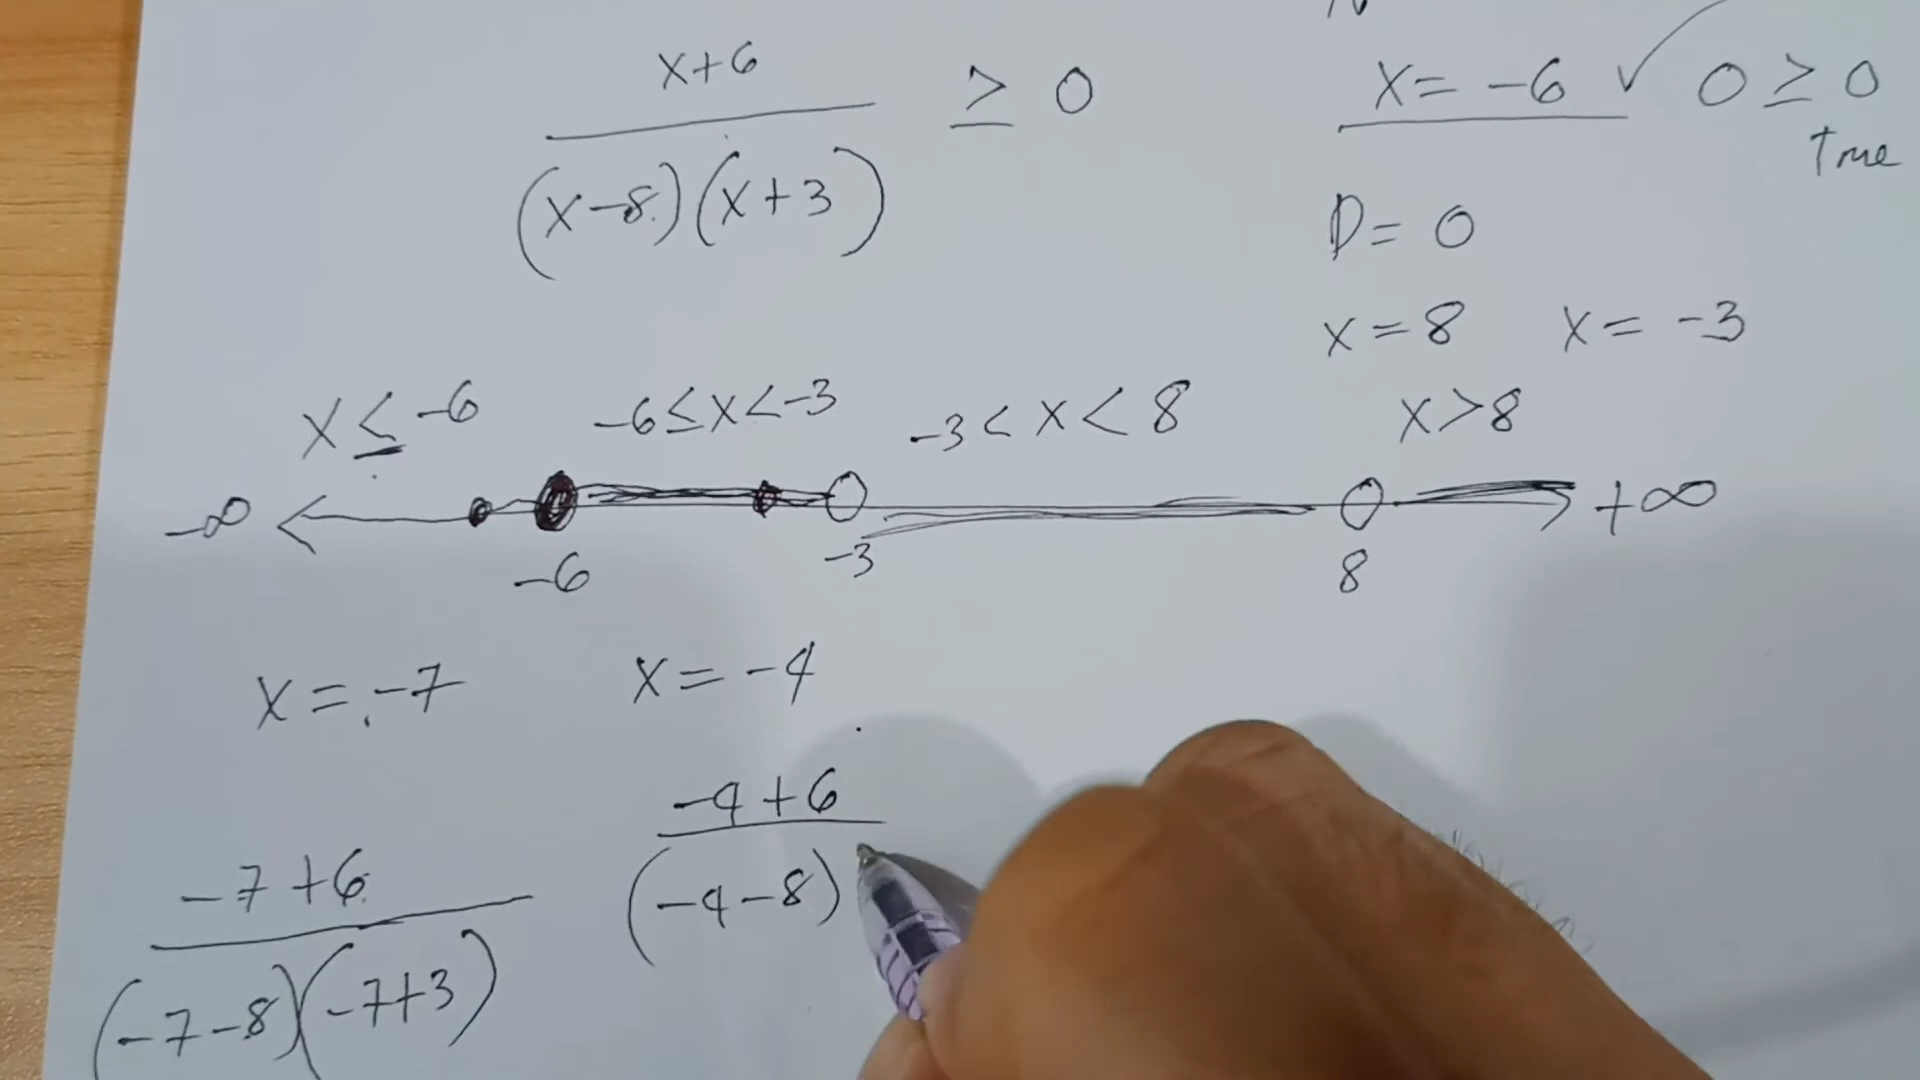 x+6
≥ 0
(x-8)(x+3)
x = -6 ✓ 0 ≥ 0
True
D = 0
x = 8 x = -3
x ≤ -6 -6 ≤ x < -3 -3 < x < 8 x > 8
-∞ +∞
-6 -3 8
x = -7 x = -4
-4+6
(-4-8)
-7+6
(-7-8)(-7+3)